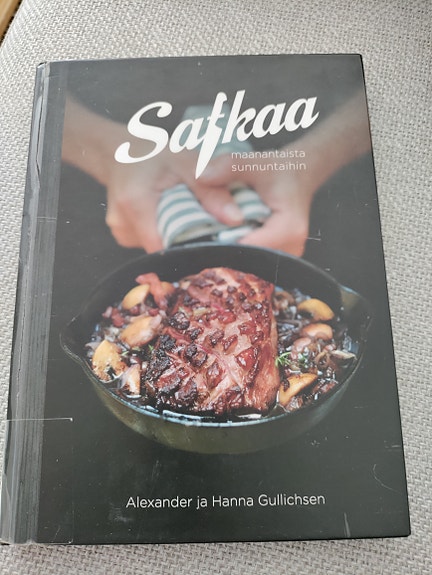 Safkaa
maanantaista
sunnuntaihin
Alexander ja Hanna Gullichsen